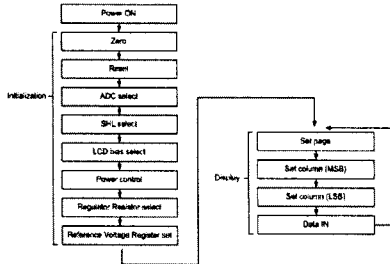 Power ON
Zero
Reset
Initialization
ADC select
SHL select
LCD bias select
Power control
Regulator Resistor select
Reference Voltage Register set
Set page
Set column (MSB)
Display
Set column (LSB)
Data IN